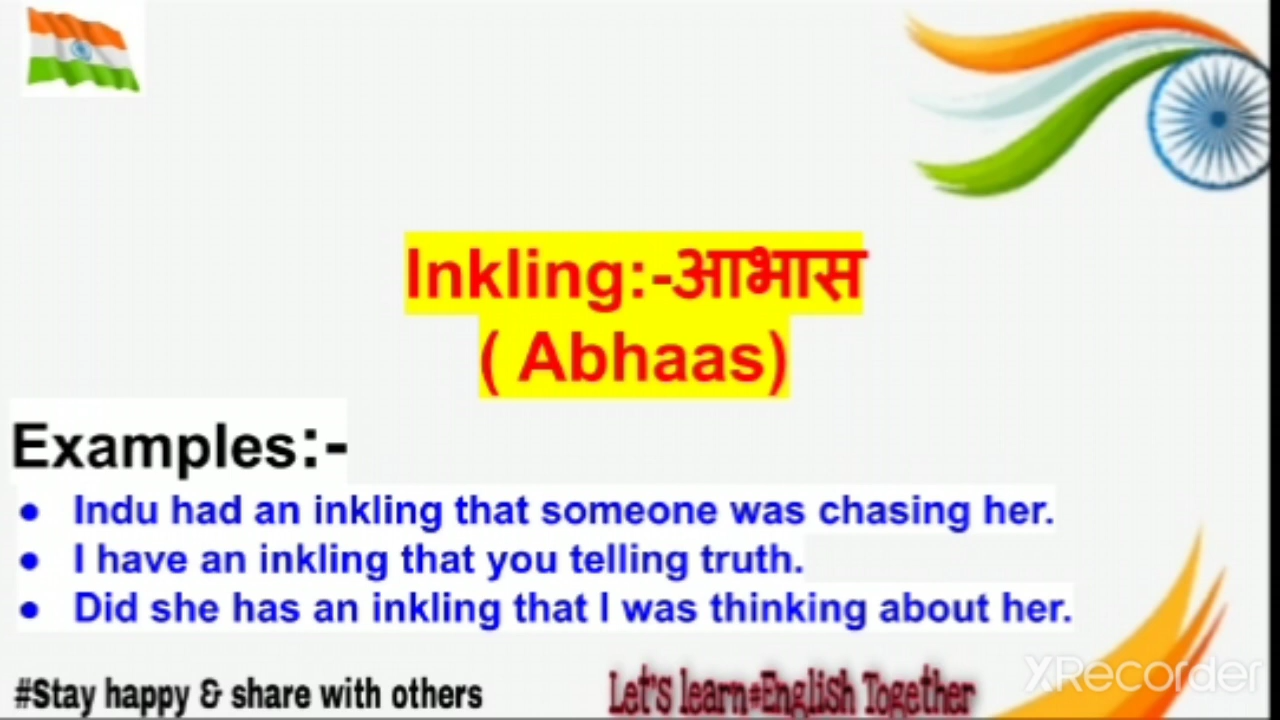 Inkling:-आभास
( Abhaas)
Examples:-
● Indu had an inkling that someone was chasing her.
● I have an inkling that you telling truth.
● Did she has an inkling that I was thinking about her.
#Stay happy & share with others
Let's learn#English Together
XRecorder